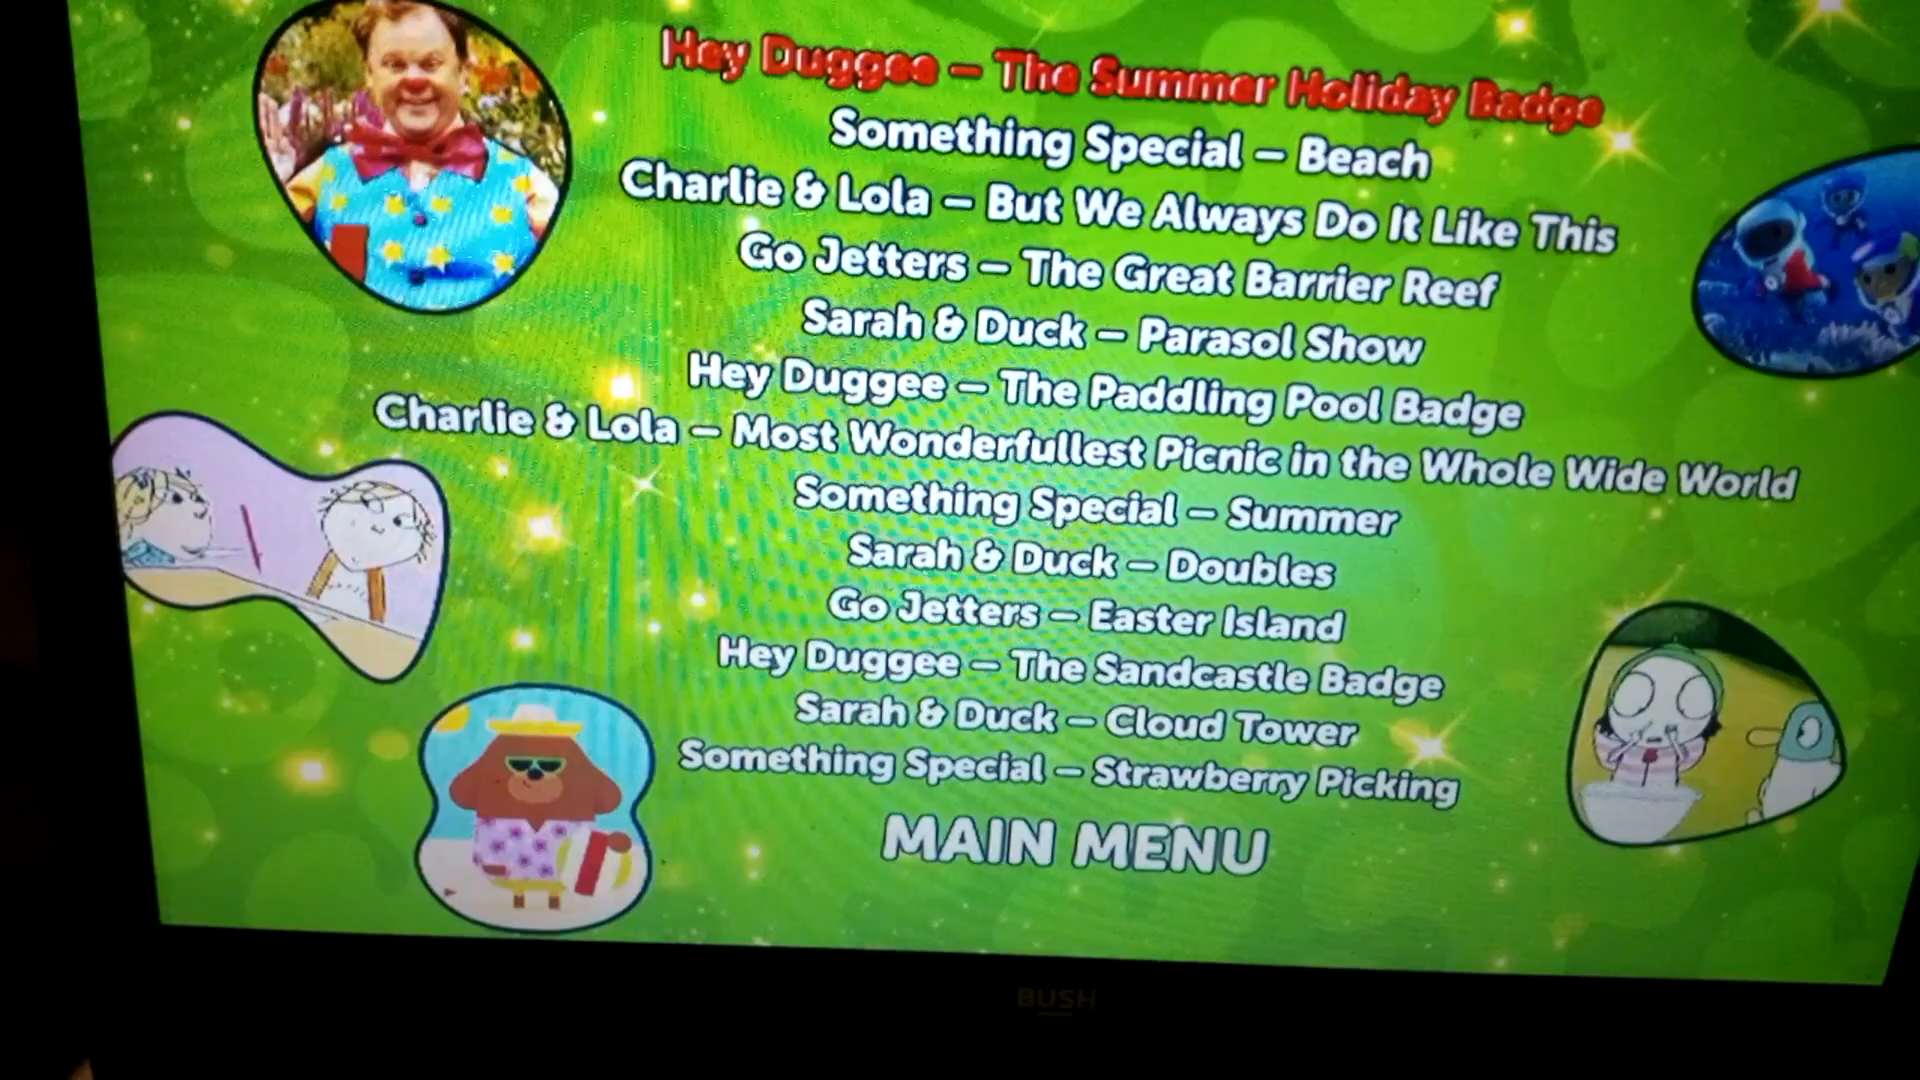 Hey Duggee – The Summer Holiday Badge
Something Special – Beach
Charlie & Lola – But We Always Do It Like This
Go Jetters – The Great Barrier Reef
Sarah & Duck – Parasol Show
Hey Duggee – The Paddling Pool Badge
Charlie & Lola – Most Wonderfullest Picnic in the Whole Wide World
Something Special – Summer
Sarah & Duck – Doubles
Go Jetters – Easter Island
Hey Duggee – The Sandcastle Badge
Sarah & Duck – Cloud Tower
Something Special – Strawberry Picking
MAIN MENU
BUSH